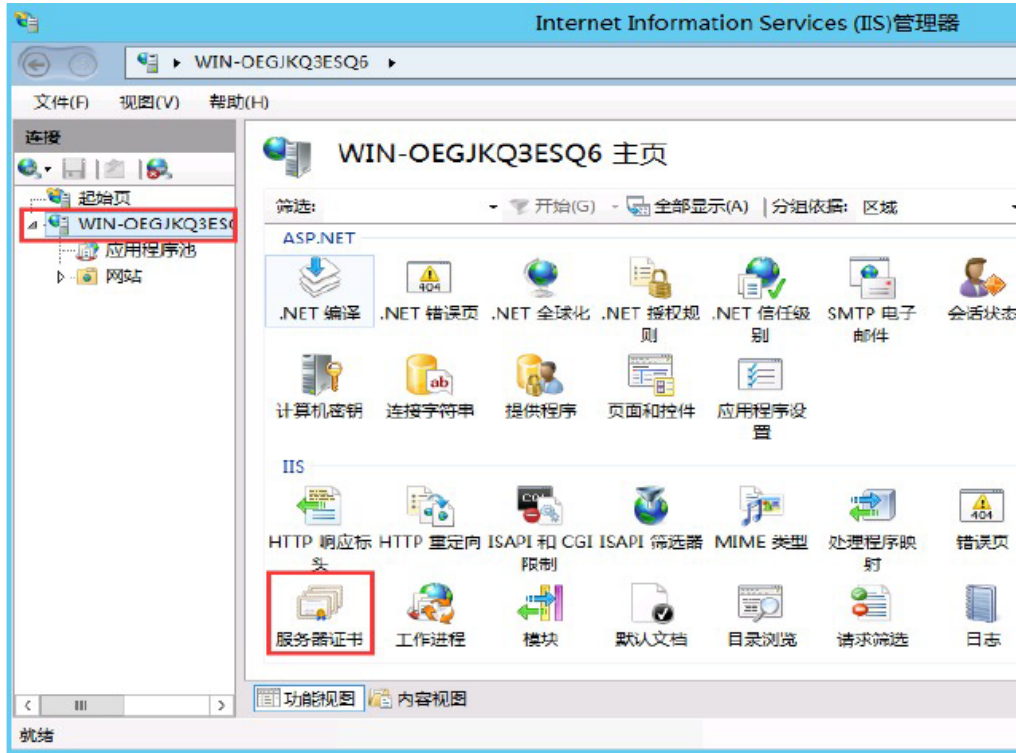 Internet Information Services (IIS)管理器
WIN-OEGJKQ3ESQ6
文件(F) 视图(V) 帮助(H)
连接
起始页
WIN-OEGJKQ3ES
应用程序池
网站
WIN-OEGJKQ3ESQ6 主页
筛选: 开始(G) 全部显示(A) 分组依据: 区域
ASP.NET
404
.NET 编译 .NET 错误页 .NET 全球化 .NET 授权规 .NET 信任级 SMTP 电子 会话状态
则 别 邮件
ab
计算机密钥 连接字符串 提供程序 页面和控件 应用程序设
置
IIS
CGI 404
HTTP 响应标 HTTP 重定向 ISAPI 和 CGI ISAPI 筛选器 MIME 类型 处理程序映 错误页
头 限制 射
服务器证书 工作进程 模块 默认文档 目录浏览 请求筛选 日志
功能视图 内容视图
就绪